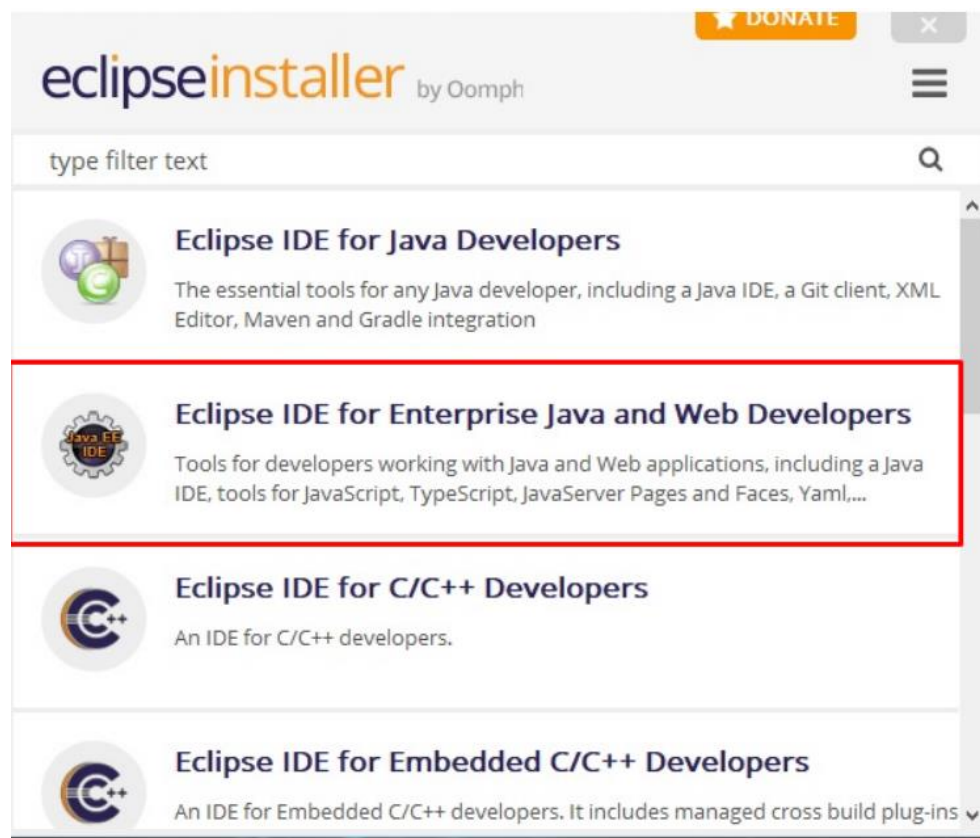 DONATE
eclipseinstaller by Oomph
type filter text
Eclipse IDE for Java Developers
The essential tools for any Java developer, including a Java IDE, a Git client, XML
Editor, Maven and Gradle integration
Java EE
IDE
Eclipse IDE for Enterprise Java and Web Developers
Tools for developers working with Java and Web applications, including a Java
IDE, tools for JavaScript, TypeScript, JavaServer Pages and Faces, Yaml,...
C++
Eclipse IDE for C/C++ Developers
An IDE for C/C++ developers.
C++
Eclipse IDE for Embedded C/C++ Developers
An IDE for Embedded C/C++ developers. It includes managed cross build plug-ins